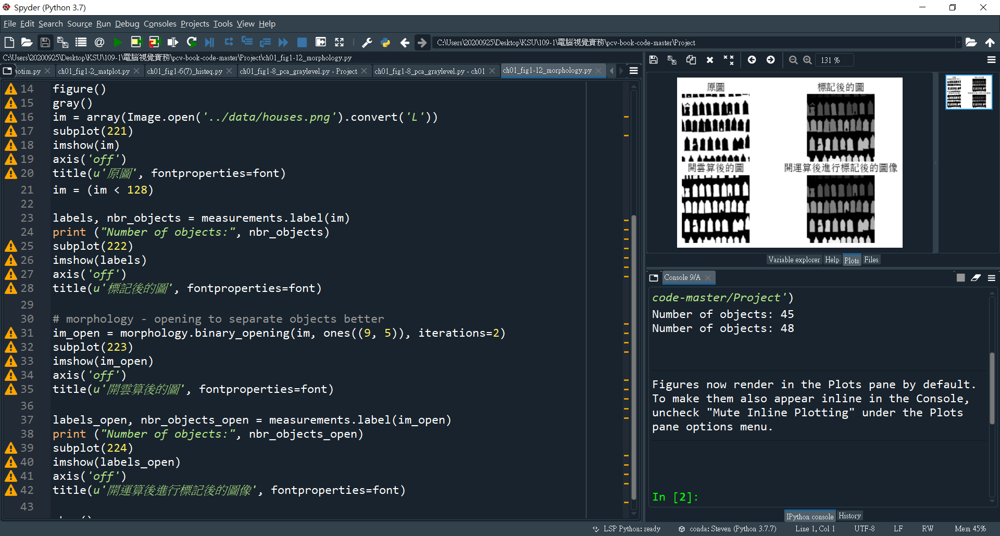 Spyder (Python 3.7)
File Edit Search Source Run Debug Consoles Projects Tools View Help
C:\Users\20200925\Desktop\KSU\109-1\電腦視覺實務\pcv-book-code-master\Project
C:\Users\20200925\Desktop\KSU\109-1\電腦視覺實務\pcv-book-code-master\Project\ch01_fig1-12_morphology.py
otim.py ch01_fig1-2_matplot.py ch01_fig1-6(7)_histeq.py ch01_fig1-8_pca_graylevel.py - Project ch01_fig1-8_pca_graylevel.py - ch01 ch01_fig1-12_morphology.py
14 figure()
15 gray()
16 im = array(Image.open('../data/houses.png').convert('L'))
17 subplot(221)
18 imshow(im)
19 axis('off')
20 title(u'原圖', fontproperties=font)
21 im = (im < 128)
22
23 labels, nbr_objects = measurements.label(im)
24 print ("Number of objects:", nbr_objects)
25 subplot(222)
26 imshow(labels)
27 axis('off')
28 title(u'標記後的圖', fontproperties=font)
29
30 # morphology - opening to separate objects better
31 im_open = morphology.binary_opening(im, ones((9, 5)), iterations=2)
32 subplot(223)
33 imshow(im_open)
34 axis('off')
35 title(u'開雲算後的圖', fontproperties=font)
36
37 labels_open, nbr_objects_open = measurements.label(im_open)
38 print ("Number of objects:", nbr_objects_open)
39 subplot(224)
40 imshow(labels_open)
41 axis('off')
42 title(u'開運算後進行標記後的圖像', fontproperties=font)
43
131 %
原圖 標記後的圖
開雲算後的圖 開運算後進行標記後的圖像
Variable explorer Help Plots Files
Console 9/A
code-master/Project')
Number of objects: 45
Number of objects: 48
Figures now render in the Plots pane by default.
To make them also appear inline in the Console,
uncheck "Mute Inline Plotting" under the Plots
pane options menu.
In [2]:
IPython console History
LSP Python: ready conda: Steven (Python 3.7.7) Line 1, Col 1 UTF-8 LF RW Mem 45%